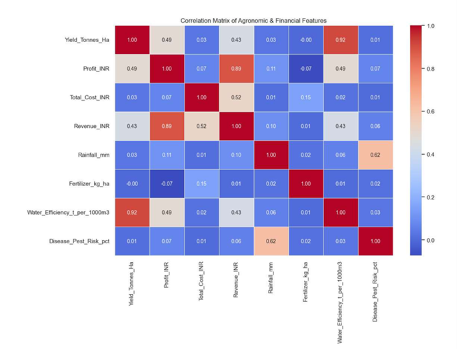 Correlation Matrix of Agronomic & Financial Features
Yield_Tonnes_Ha 1.00 0.49 0.03 0.43 0.03 -0.00 0.92 0.01
Profit_INR 0.49 1.00 0.07 0.89 -0.07 0.49 0.07
Total_Cost_INR 0.03 0.07 1.00 0.52 0.01 0.15 0.02 0.01
Revenue_INR 0.43 0.89 0.52 1.00 0.10 0.01 0.43 0.06
Rainfall_mm 0.03 0.11 0.01 0.10 1.00 0.02 0.06 0.62
Fertilizer_kg_ha -0.00 -0.07 0.15 0.01 0.02 1.00 0.01 0.02
Water_Efficiency_t_per_1000m3 0.92 0.49 0.02 0.43 0.06 0.01 1.00 0.03
Disease_Pest_Risk_pct 0.01 0.07 0.01 0.06 0.62 0.02 0.03 1.00
Yield_Tonnes_Ha
Profit_INR
Total_Cost_INR
Revenue_INR
Rainfall_mm
Fertilizer_kg_ha
Water_Efficiency_t_per_1000m3
Disease_Pest_Risk_pct
1.0
0.8
0.6
0.4
0.2
0.0